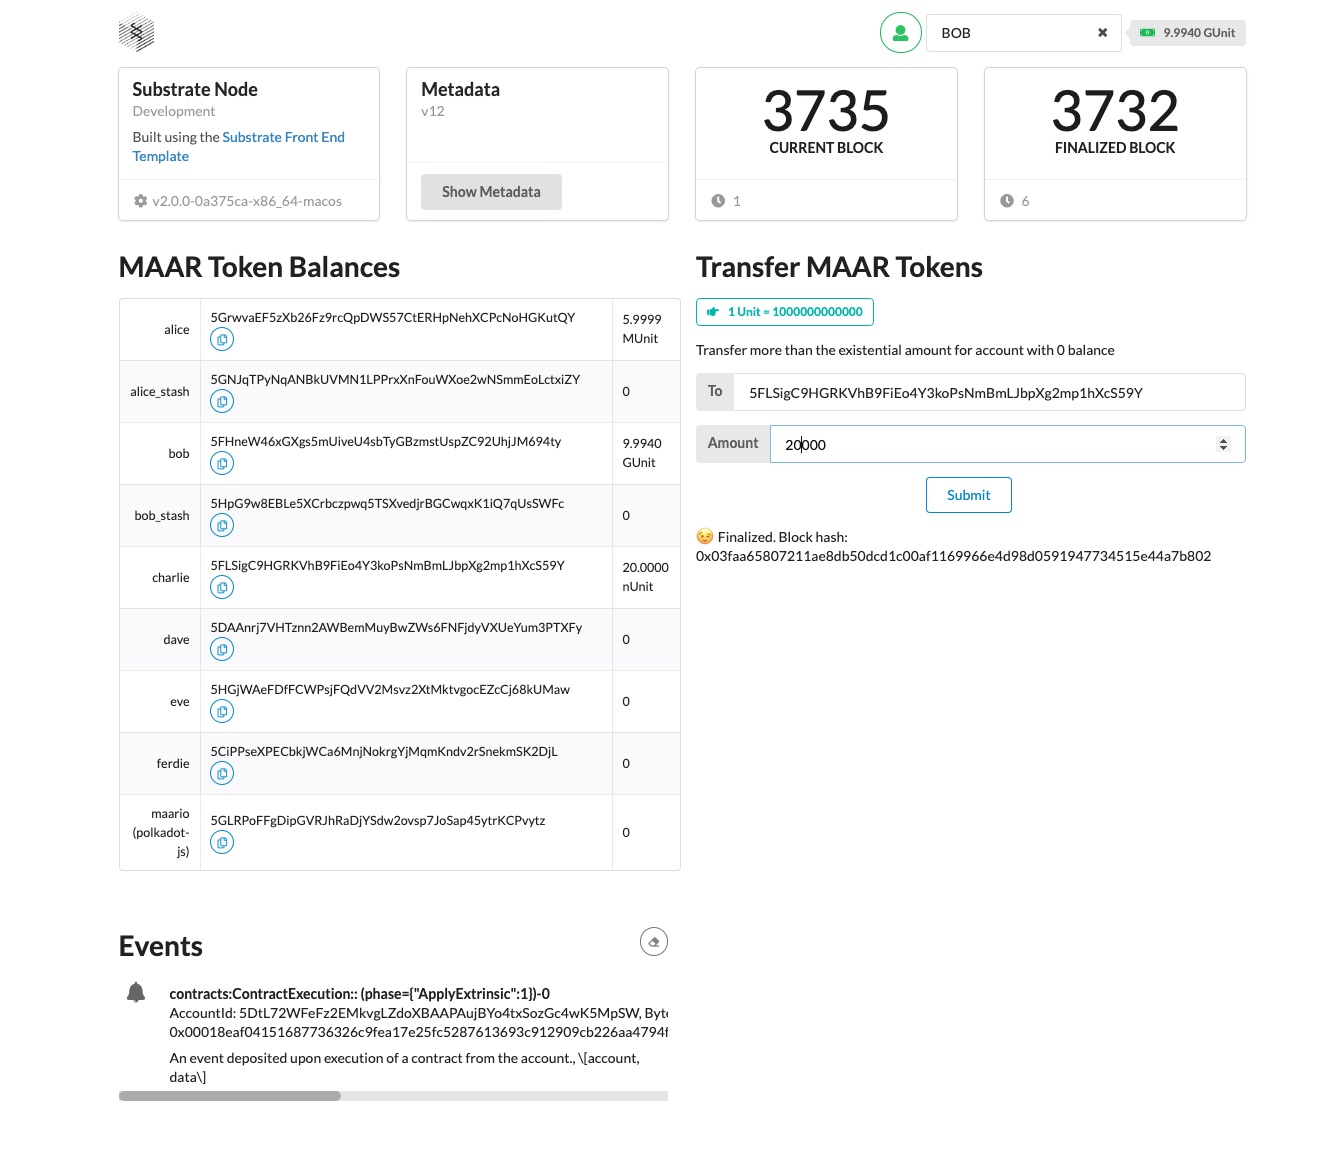 BOB
9.9940 GUnit
Substrate Node
Development
Built using the Substrate Front End
Template
v2.0.0-0a375ca-x86_64-macos
Metadata
v12
Show Metadata
3735
CURRENT BLOCK
1
3732
FINALIZED BLOCK
6
MAAR Token Balances
alice
5GrwvaEF5zXb26Fz9rcQpDWS57CtERHpNehXCPcNoHGKutQY
5.9999
MUnit
alice_stash
5GNJqTPyNqANBkUVMN1LPPrxXnFouWXoe2wNSmmEoLctxiZY
0
bob
5FHneW46xGXgs5mUiveU4sbTyGBzmstUspZC92UhjJM694ty
9.9940
GUnit
bob_stash
5HpG9w8EBLe5XCrbczpwq5TSXvedjrBGCwqxK1iQ7qUsSWFc
0
charlie
5FLSigC9HGRKVhB9FiEo4Y3koPsNmBmLJbpXg2mp1hXcS59Y
20.0000
nUnit
dave
5DAAnrj7VHTznn2AWBemMuyBwZWs6FNFjdyVXUeYum3PTXFy
0
eve
5HGjWAeFDfFCWPsjFQdVV2Msvz2XtMktvgocEZcCj68kUMaw
0
ferdie
5CiPPseXPECbkjWCa6MnjNokrgYjMqmKndv2rSnekmSK2DjL
0
maario
(polkadot-
js)
5GLRPoFFgDipGVRJhRaDjYSdw2ovsp7JoSap45ytrKCPvytz
0
Transfer MAAR Tokens
1 Unit = 1000000000000
Transfer more than the existential amount for account with 0 balance
To
5FLSigC9HGRKVhB9FiEo4Y3koPsNmBmLJbpXg2mp1hXcS59Y
Amount
20000
Submit
😉 Finalized. Block hash:
0x03faa65807211ae8db50dcd1c00af1169966e4d98d0591947734515e44a7b802
Events
contracts:ContractExecution:: (phase={"ApplyExtrinsic":1})-0
AccountId: 5DtL72WFeFz2EMkvgLZdoXBAAPAujBYo4txSozGc4wK5MpSW, Byte
0x00018eaf04151687736326c9fea17e25fc5287613693c912909cb226aa4794f
An event deposited upon execution of a contract from the account., \[account,
data\]